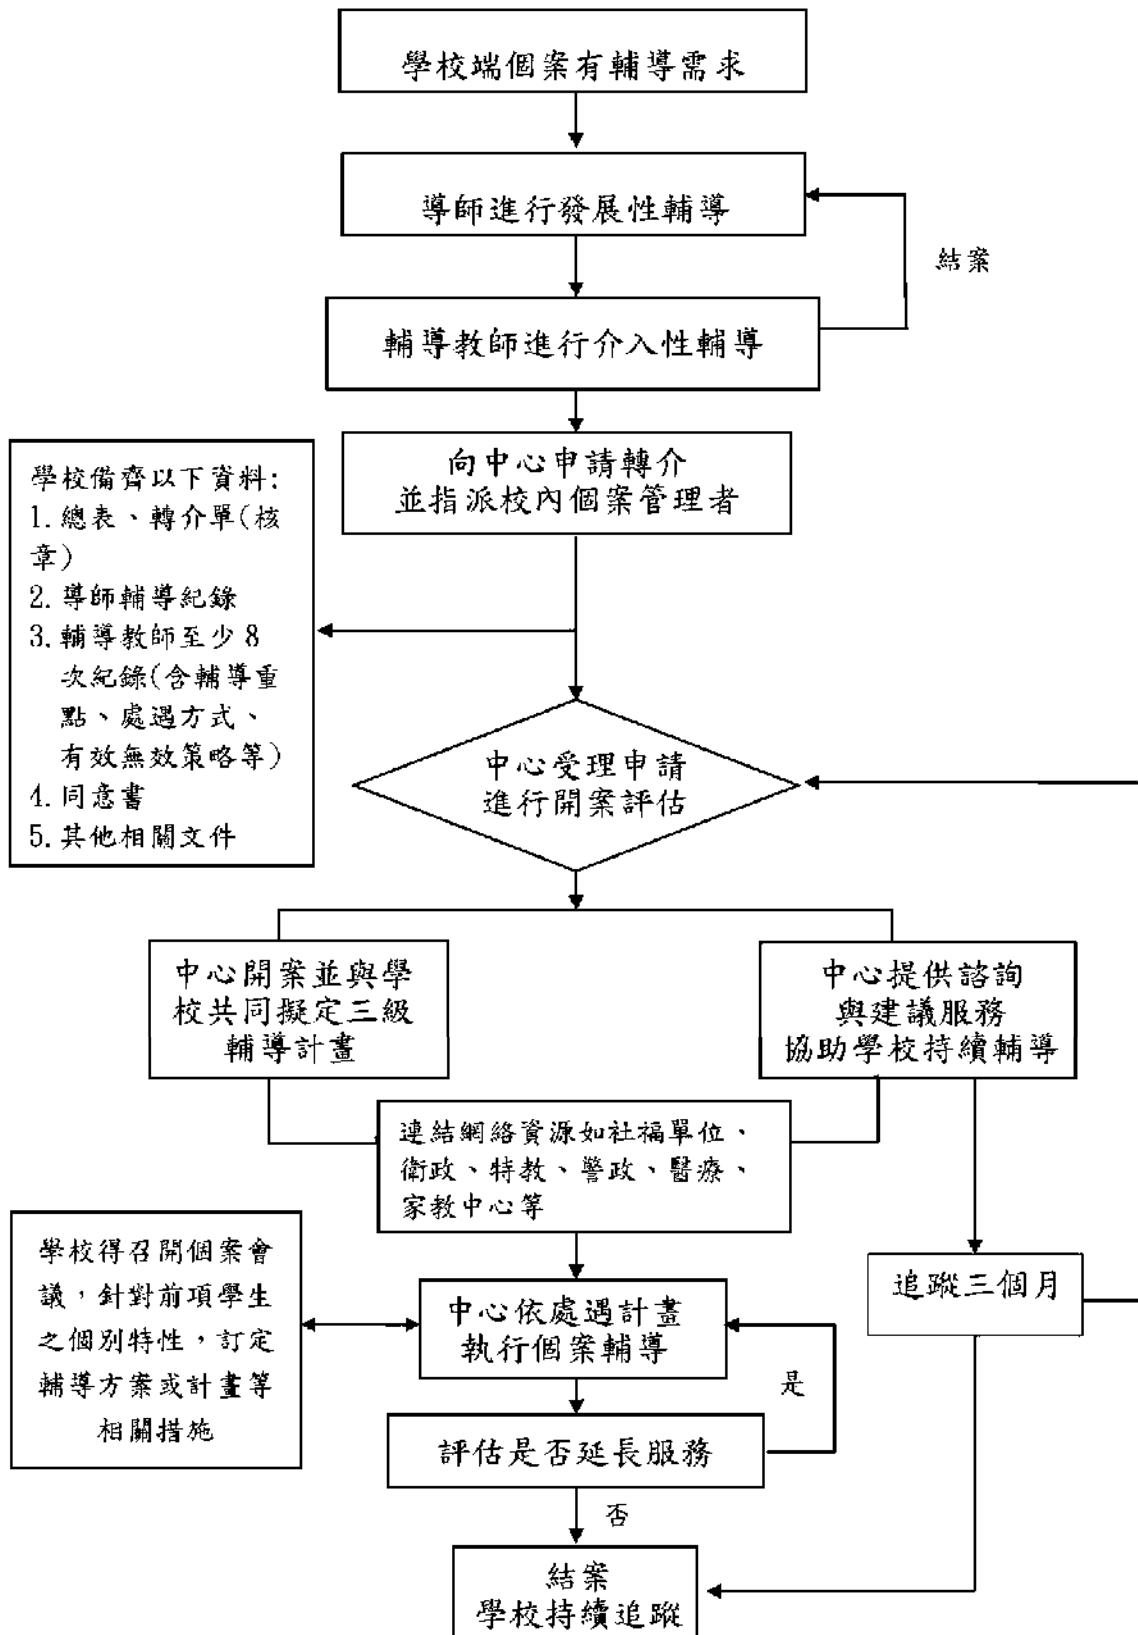 學校端個案有輔導需求
導師進行發展性輔導
結案
輔導教師進行介入性輔導
向中心申請轉介
並指派校內個案管理者
學校備齊以下資料:
1.總表、轉介單(核
章)
2.導師輔導紀錄
3.輔導教師至少8
次紀錄(含輔導重
點、處遇方式、
有效無效策略等)
4.同意書
5.其他相關文件
中心受理申請
進行開案評估
中心開案並與學
校共同擬定三級
輔導計畫
中心提供諮詢
與建議服務
協助學校持續輔導
連結網絡資源如社福單位、
衛政、特教、警政、醫療、
家教中心等
學校得召開個案會
議,針對前項學生
之個別特性,訂定
輔導方案或計畫等
相關措施
中心依處遇計畫
執行個案輔導
追蹤三個月
是
評估是否延長服務
否
結案
學校持續追蹤